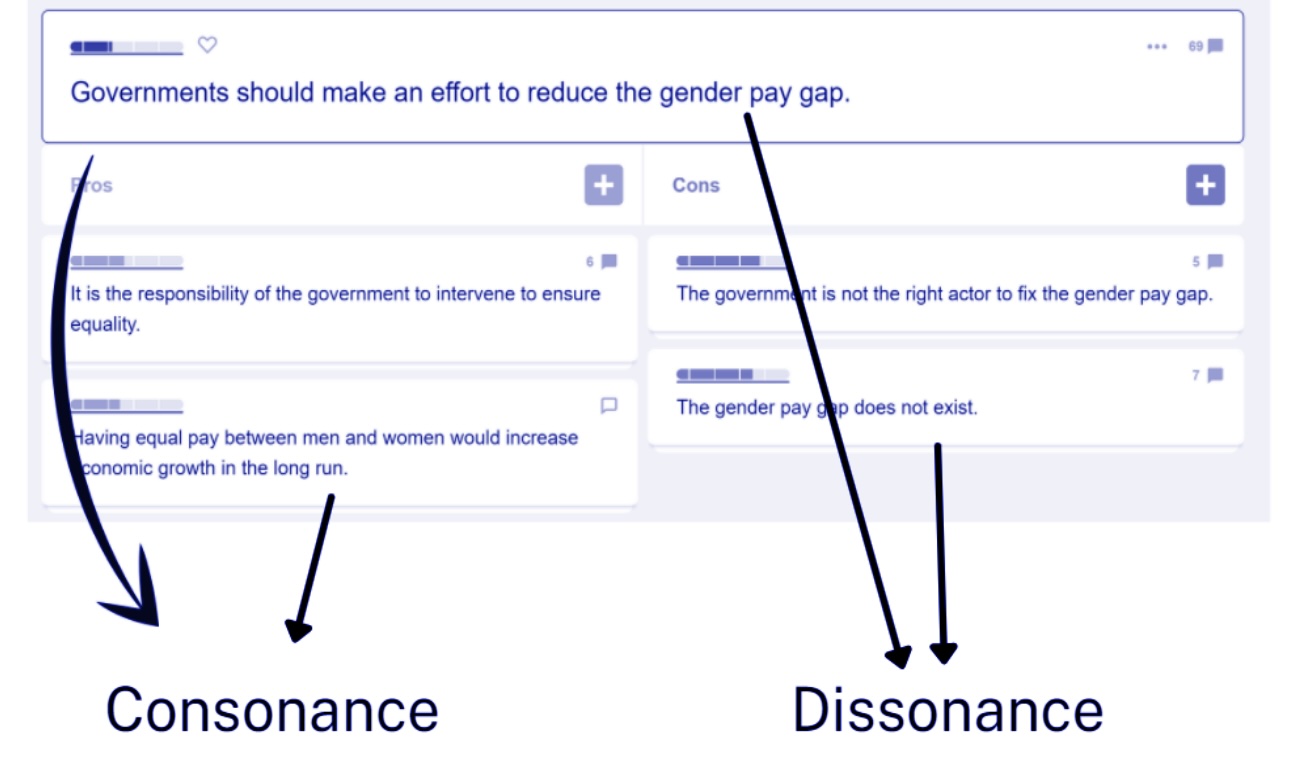 69
Governments should make an effort to reduce the gender pay gap.
Pros
Cons
6
It is the responsibility of the government to intervene to ensure
equality.
5
The government is not the right actor to fix the gender pay gap.
Having equal pay between men and women would increase
economic growth in the long run.
7
The gender pay gap does not exist.
Consonance
Dissonance